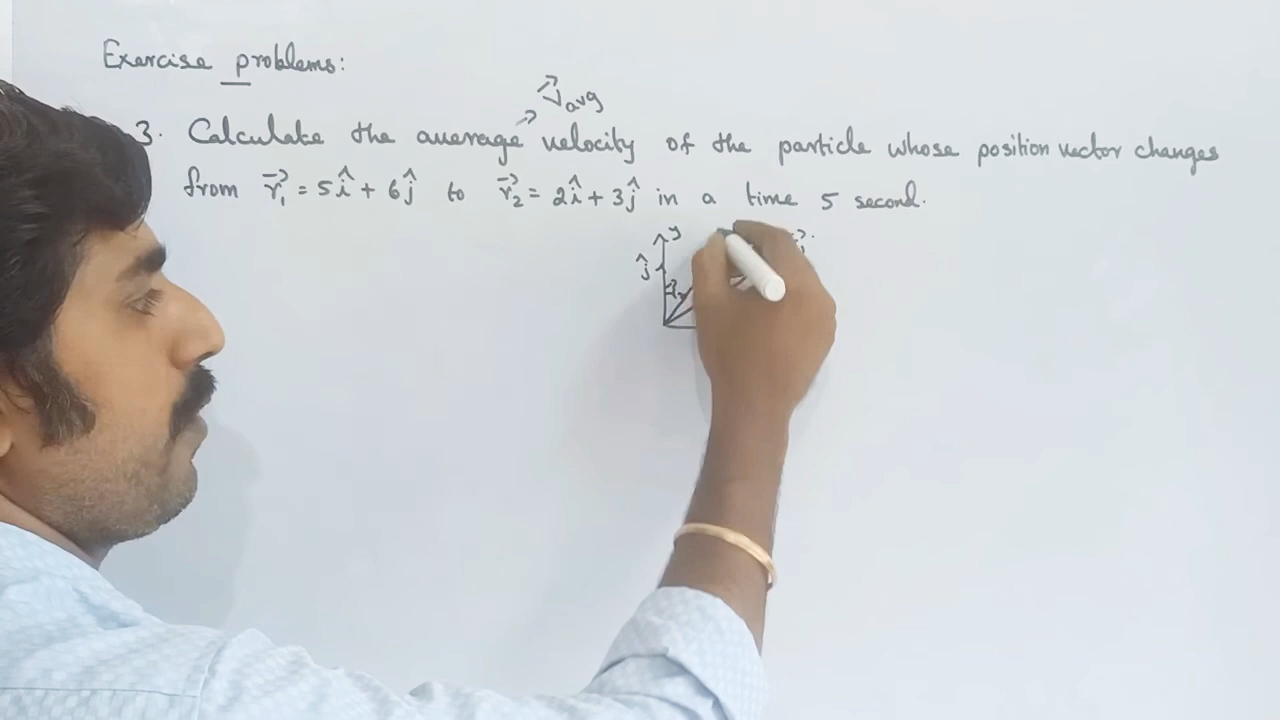 Exercise problems:
v⃗avg
3. Calculate the average velocity of the particle whose position vector changes
from r⃗₁ = 5î + 6ĵ to r⃗₂ = 2î + 3ĵ in a time 5 second.
y
ĵ
r⃗₂